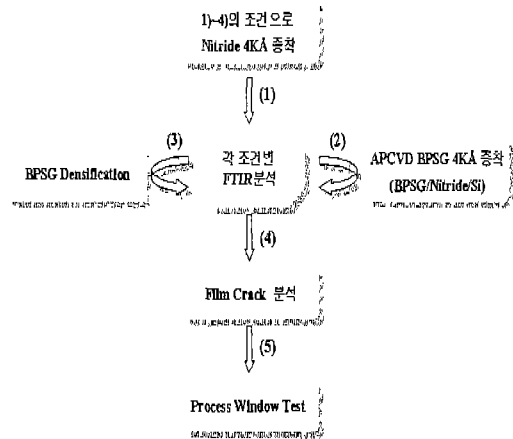 1)~4)의 조건으로
Nitride 4KÅ 증착
(1)
(3)
(2)
각 조건별
FTIR분석
BPSG Densification
APCVD BPSG 4KÅ 증착
(BPSG/Nitride/Si)
(4)
Film Crack 분석
(5)
Process Window Test